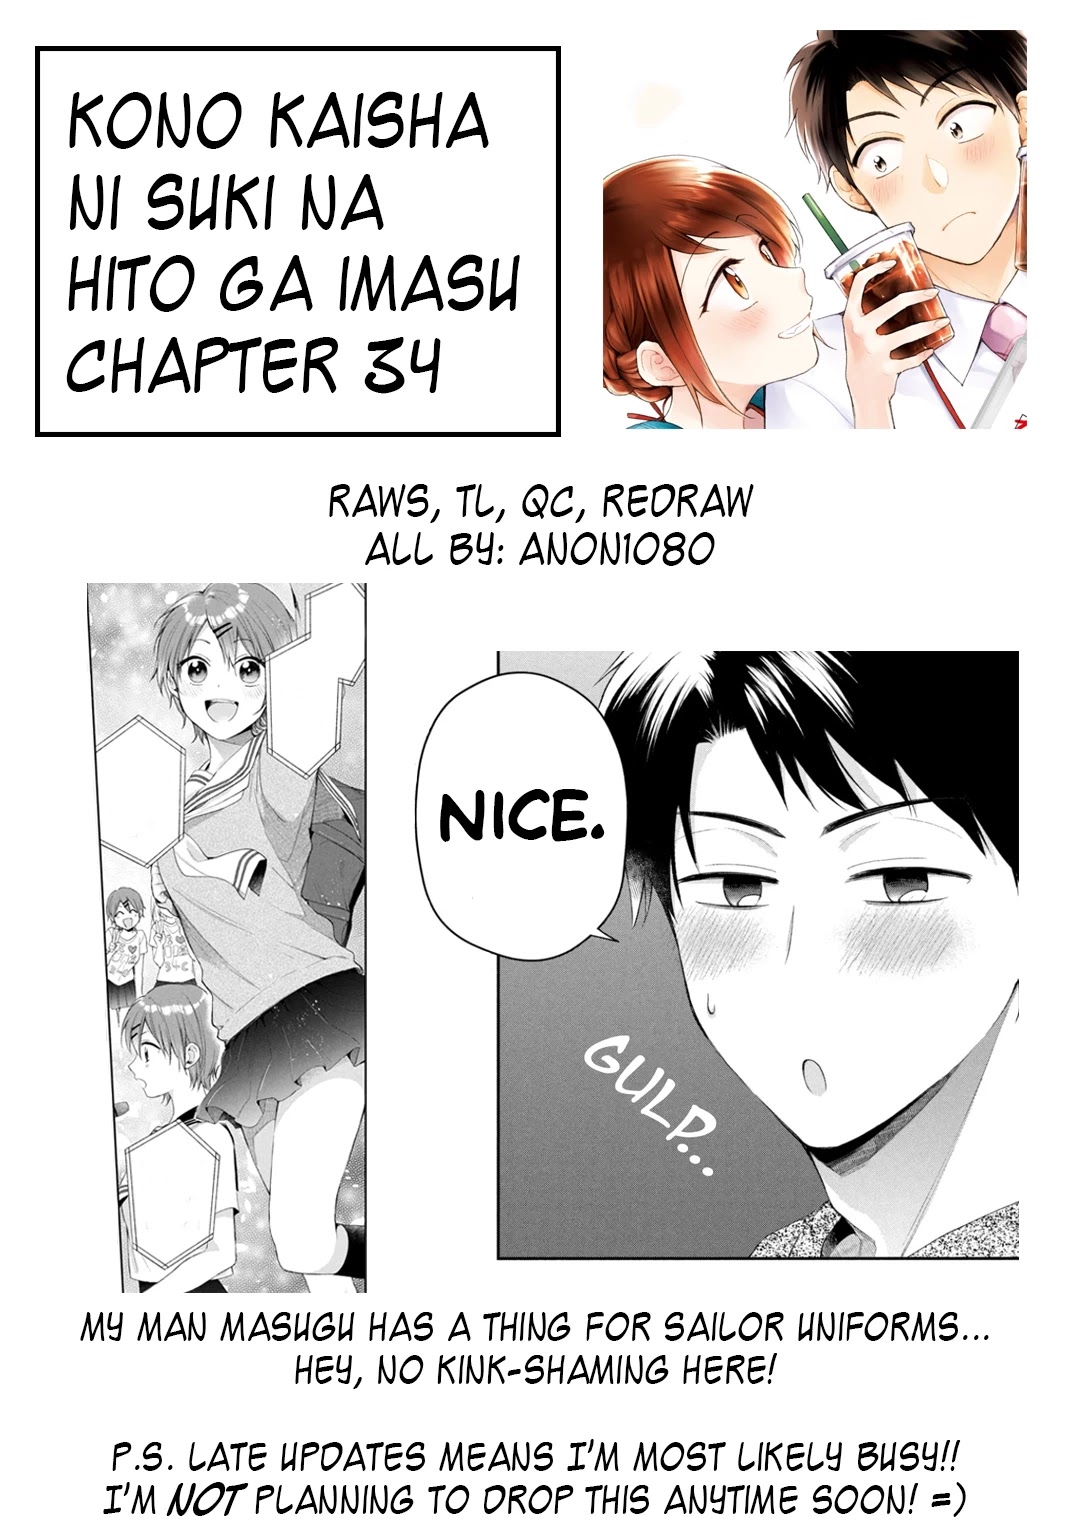 KONO KAISHA
NI SUKI NA
HITO GA IMASU
CHAPTER 34
RAWS, TL, QC, REDRAW
ALL BY: ANON1080
NICE.
GULP...
MY MAN MASUGU HAS A THING FOR SAILOR UNIFORMS...
HEY, NO KINK-SHAMING HERE!
P.S. LATE UPDATES MEANS I'M MOST LIKELY BUSY!!
I'M NOT PLANNING TO DROP THIS ANYTIME SOON! =)